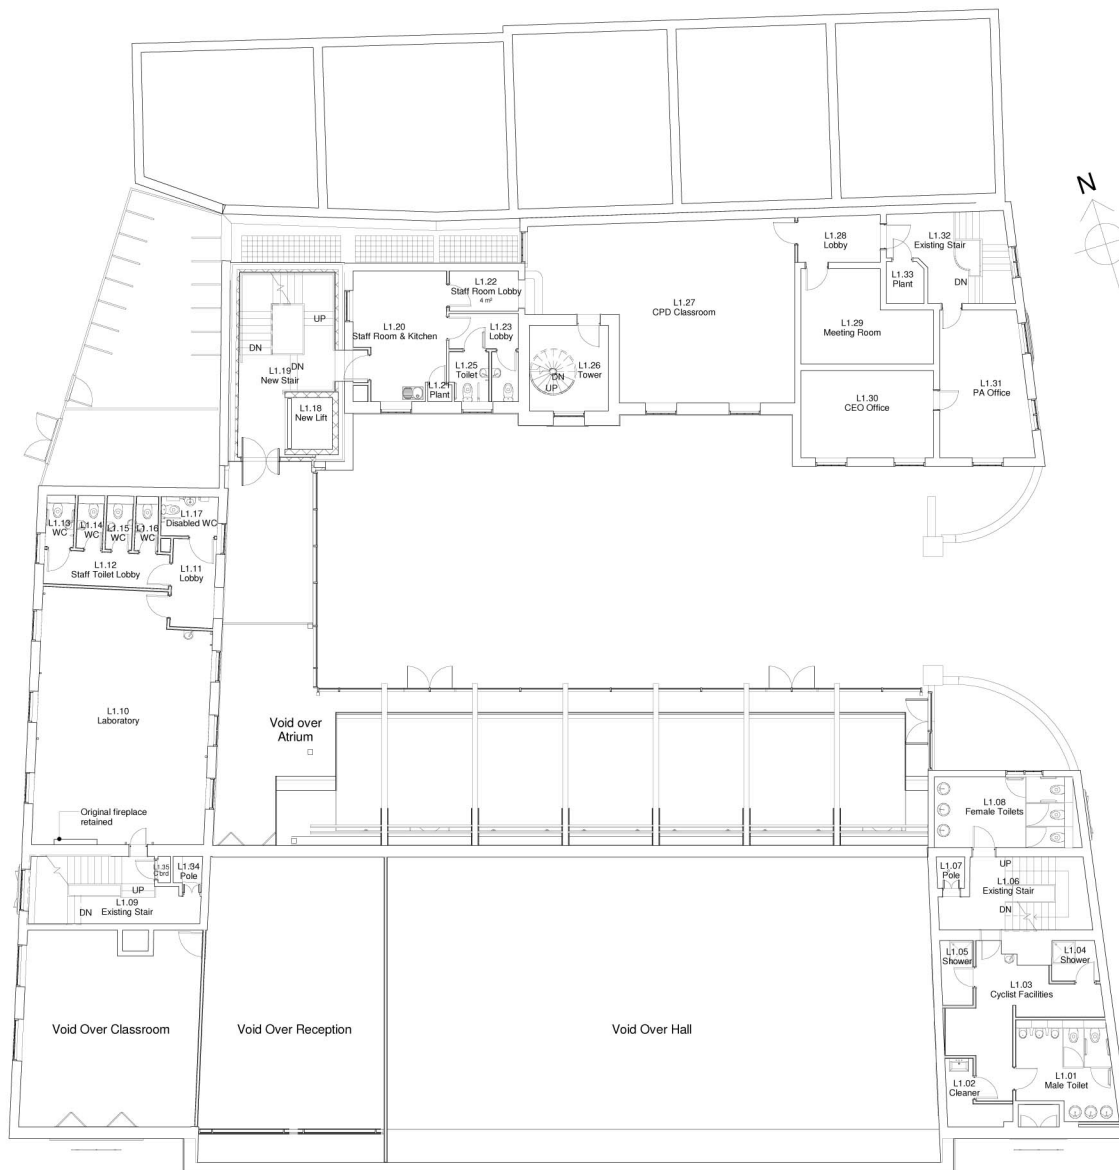 N
L1.28
Lobby
L1.32
Existing Stair
L1.33
Plant
DN
L1.22
Staff Room Lobby
4 m²
L1.27
CPD Classroom
UP
L1.20
Staff Room & Kitchen
L1.23
Lobby
L1.29
Meeting Room
DN
DN
L1.19
New Stair
L1.25
Toilet
L1.26
Tower
DN
UP
L1.21
Plant
L1.31
PA Office
L1.18
New Lift
L1.30
CEO Office
L1.13
WC
L1.14
WC
L1.15
WC
L1.16
WC
L1.17
Disabled WC
L1.12
Staff Toilet Lobby
L1.11
Lobby
L1.10
Laboratory
Void over
Atrium
Original fireplace
retained
L1.08
Female Toilets
L1.35
C'brd
L1.34
Pole
UP
L1.09
Existing Stair
DN
L1.07
Pole
UP
L1.06
Existing Stair
DN
L1.05
Shower
L1.04
Shower
L1.03
Cyclist Facilities
Void Over Classroom
Void Over Reception
Void Over Hall
L1.02
Cleaner
L1.01
Male Toilet